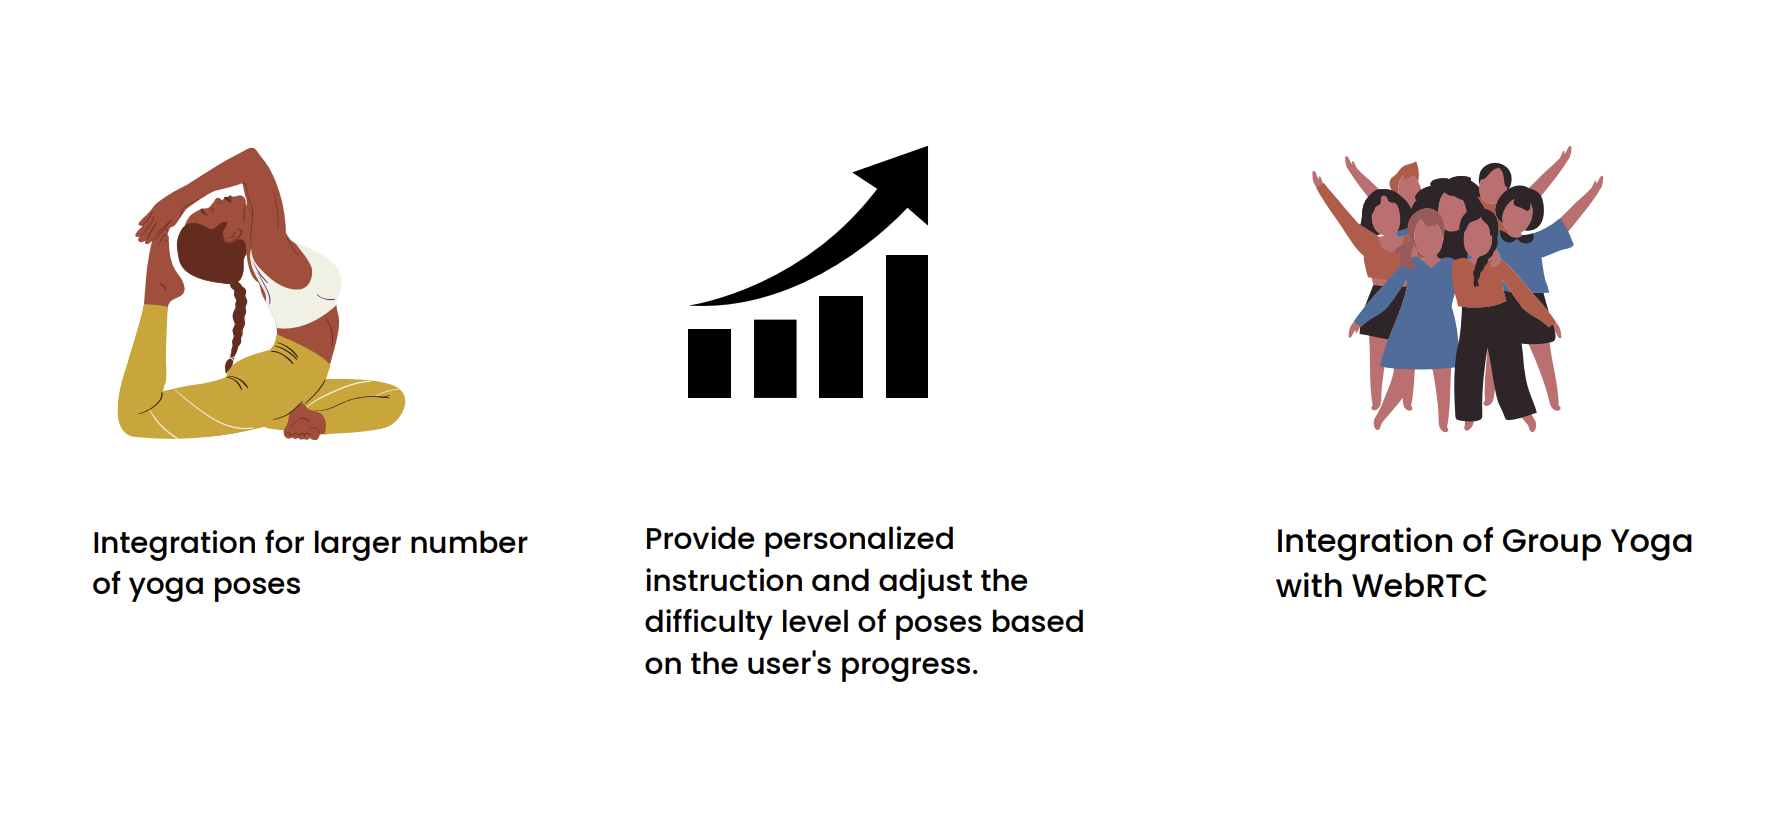 Integration for larger number
of yoga poses
Provide personalized
instruction and adjust the
difficulty level of poses based
on the user's progress.
Integration of Group Yoga
with WebRTC